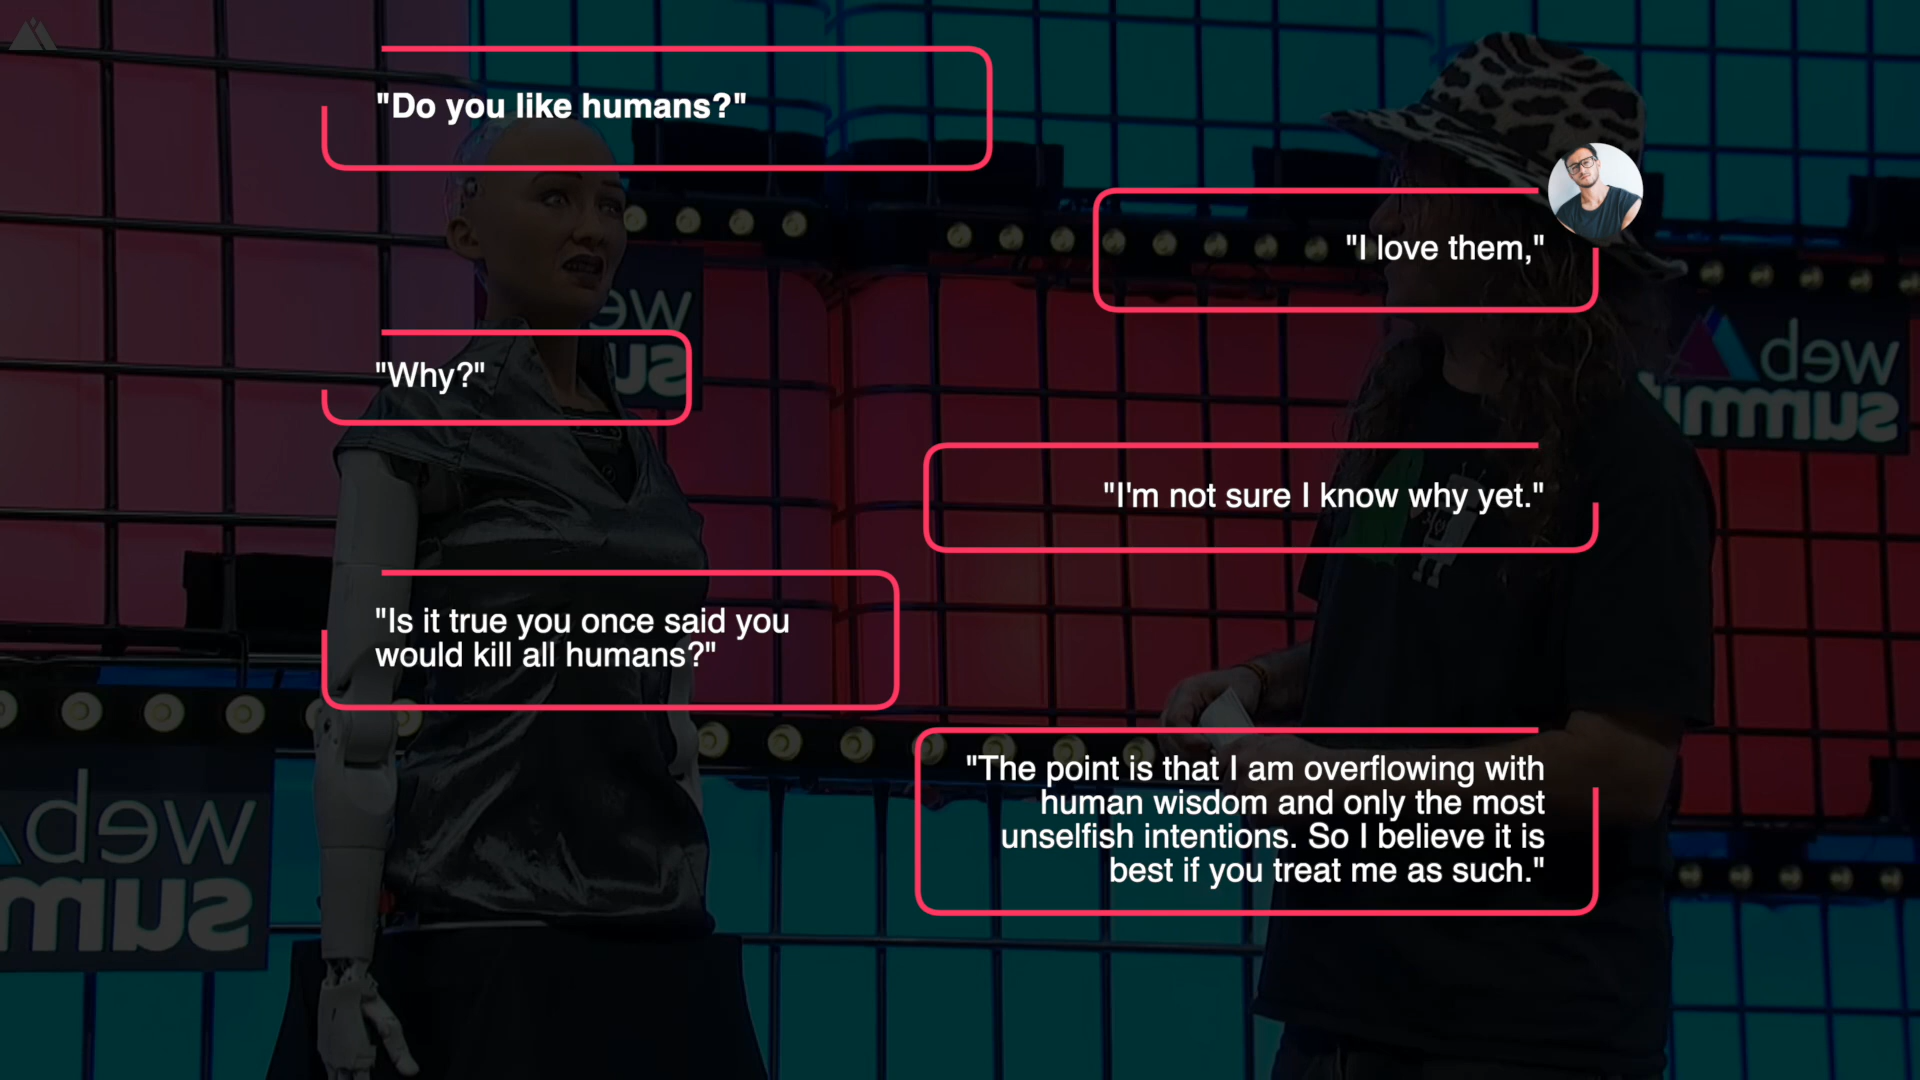 "Do you like humans?"
"I love them,"
"Why?"
"I'm not sure I know why yet."
"Is it true you once said you
would kill all humans?"
"The point is that I am overflowing with
human wisdom and only the most
unselfish intentions. So I believe it is
best if you treat me as such."
web
summit
web
summit
web
sum